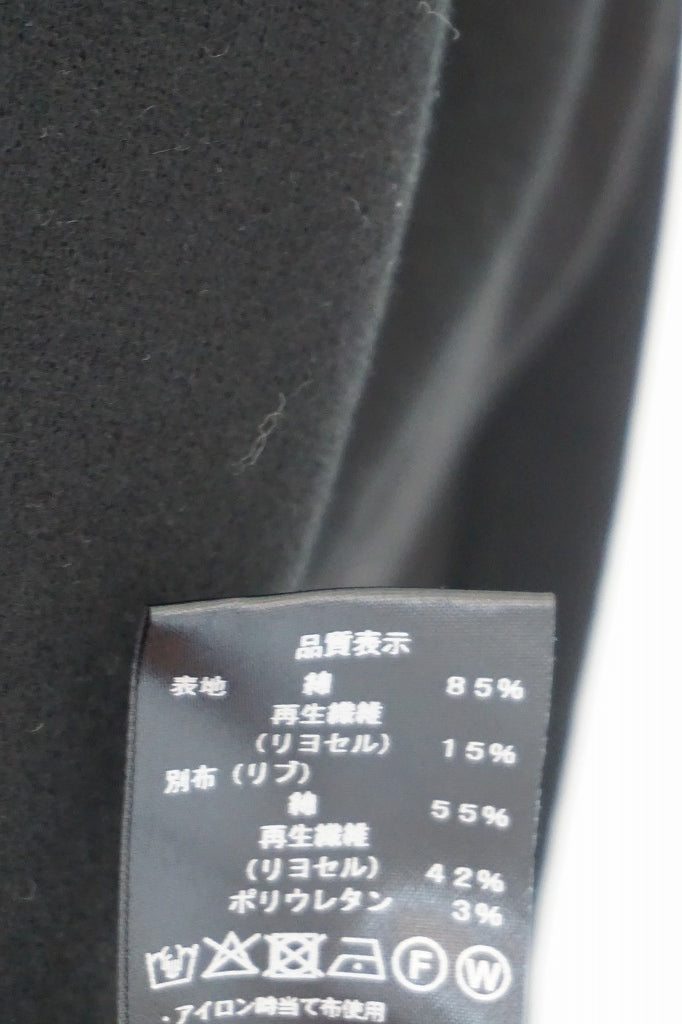 品質表示
表地 綿 85%
再生繊維
(リヨセル) 15%
別布 (リブ)
綿 55%
再生繊維
(リヨセル) 42%
ポリウレタン 3%
F W
・アイロン時当て布使用